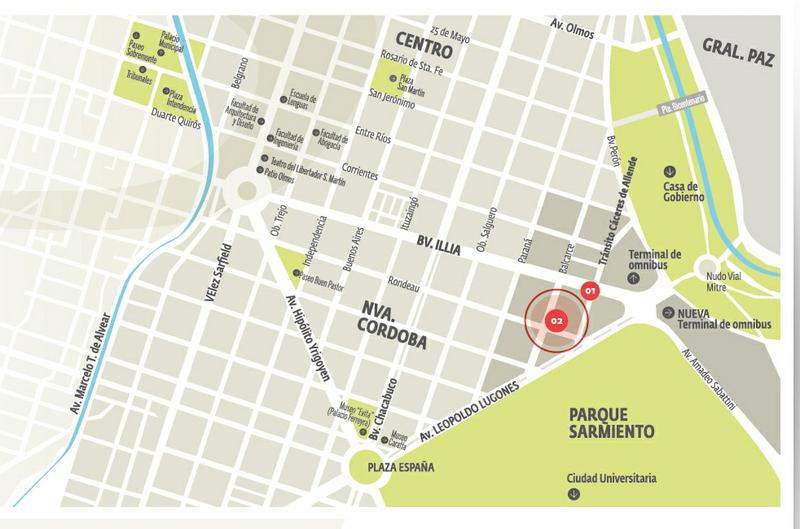 25 de Mayo
Av. Olmos
CENTRO
GRAL. PAZ
Palacio
Municipal
Paseo
Sobremonte
Tribunales
Plaza
Intendencia
Duarte Quirós
Belgrano
Rosario de Sta. Fe
Plaza
San Martín
San Jerónimo
Escuela de
Lenguas
Facultad de
Arquitectura
y Diseño
Facultad de
Ingeniería
Facultad de
Abogacía
Entre Ríos
Pte. Bicentenario
Bv. Perón
Teatro del Libertador S. Martín
Patio Olmos
Corrientes
Tránsito Cáceres de Allende
Casa de
Gobierno
Ob. Trejo
Independencia
Buenos Aires
Ituzaingó
BV. ILLIA
Ob. Salguero
Paraná
Balcarce
Terminal de
omnibus
VÉlez Sarfield
Paseo Buen Pastor
Rondeau
01
Nudo Vial
Mitre
Av. Marcelo T. de Alvear
Av. Hipólito Yrigoyen
NVA.
CORDOBA
02
NUEVA
Terminal de omnibus
Av. Amadeo Sabattini
Bv. Chacabuco
Museo "Evita"
(Palacio Ferreyra)
Museo
Caraffa
Av. LEOPOLDO LUGONES
PARQUE
SARMIENTO
PLAZA ESPAÑA
Ciudad Universitaria